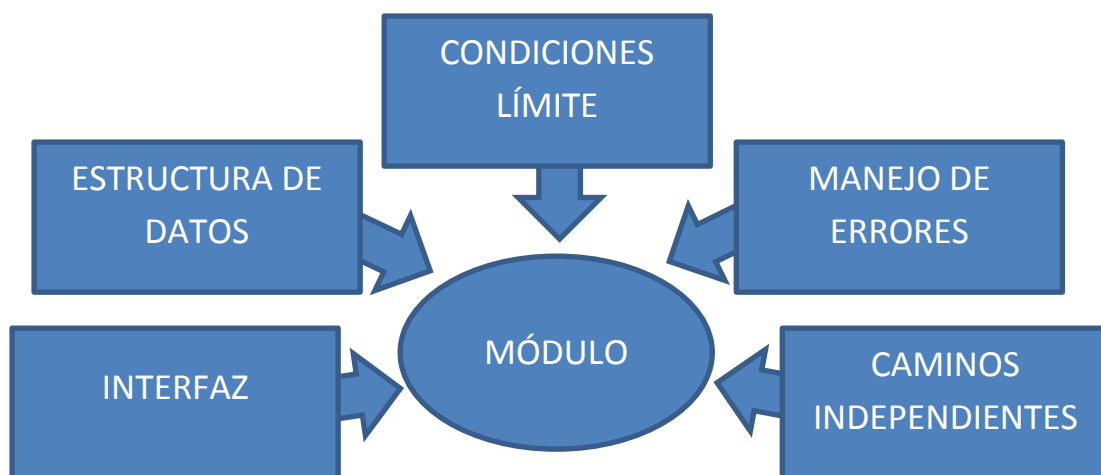 CONDICIONES
LÍMITE
ESTRUCTURA DE
DATOS
MANEJO DE
ERRORES
INTERFAZ
MÓDULO
CAMINOS
INDEPENDIENTES